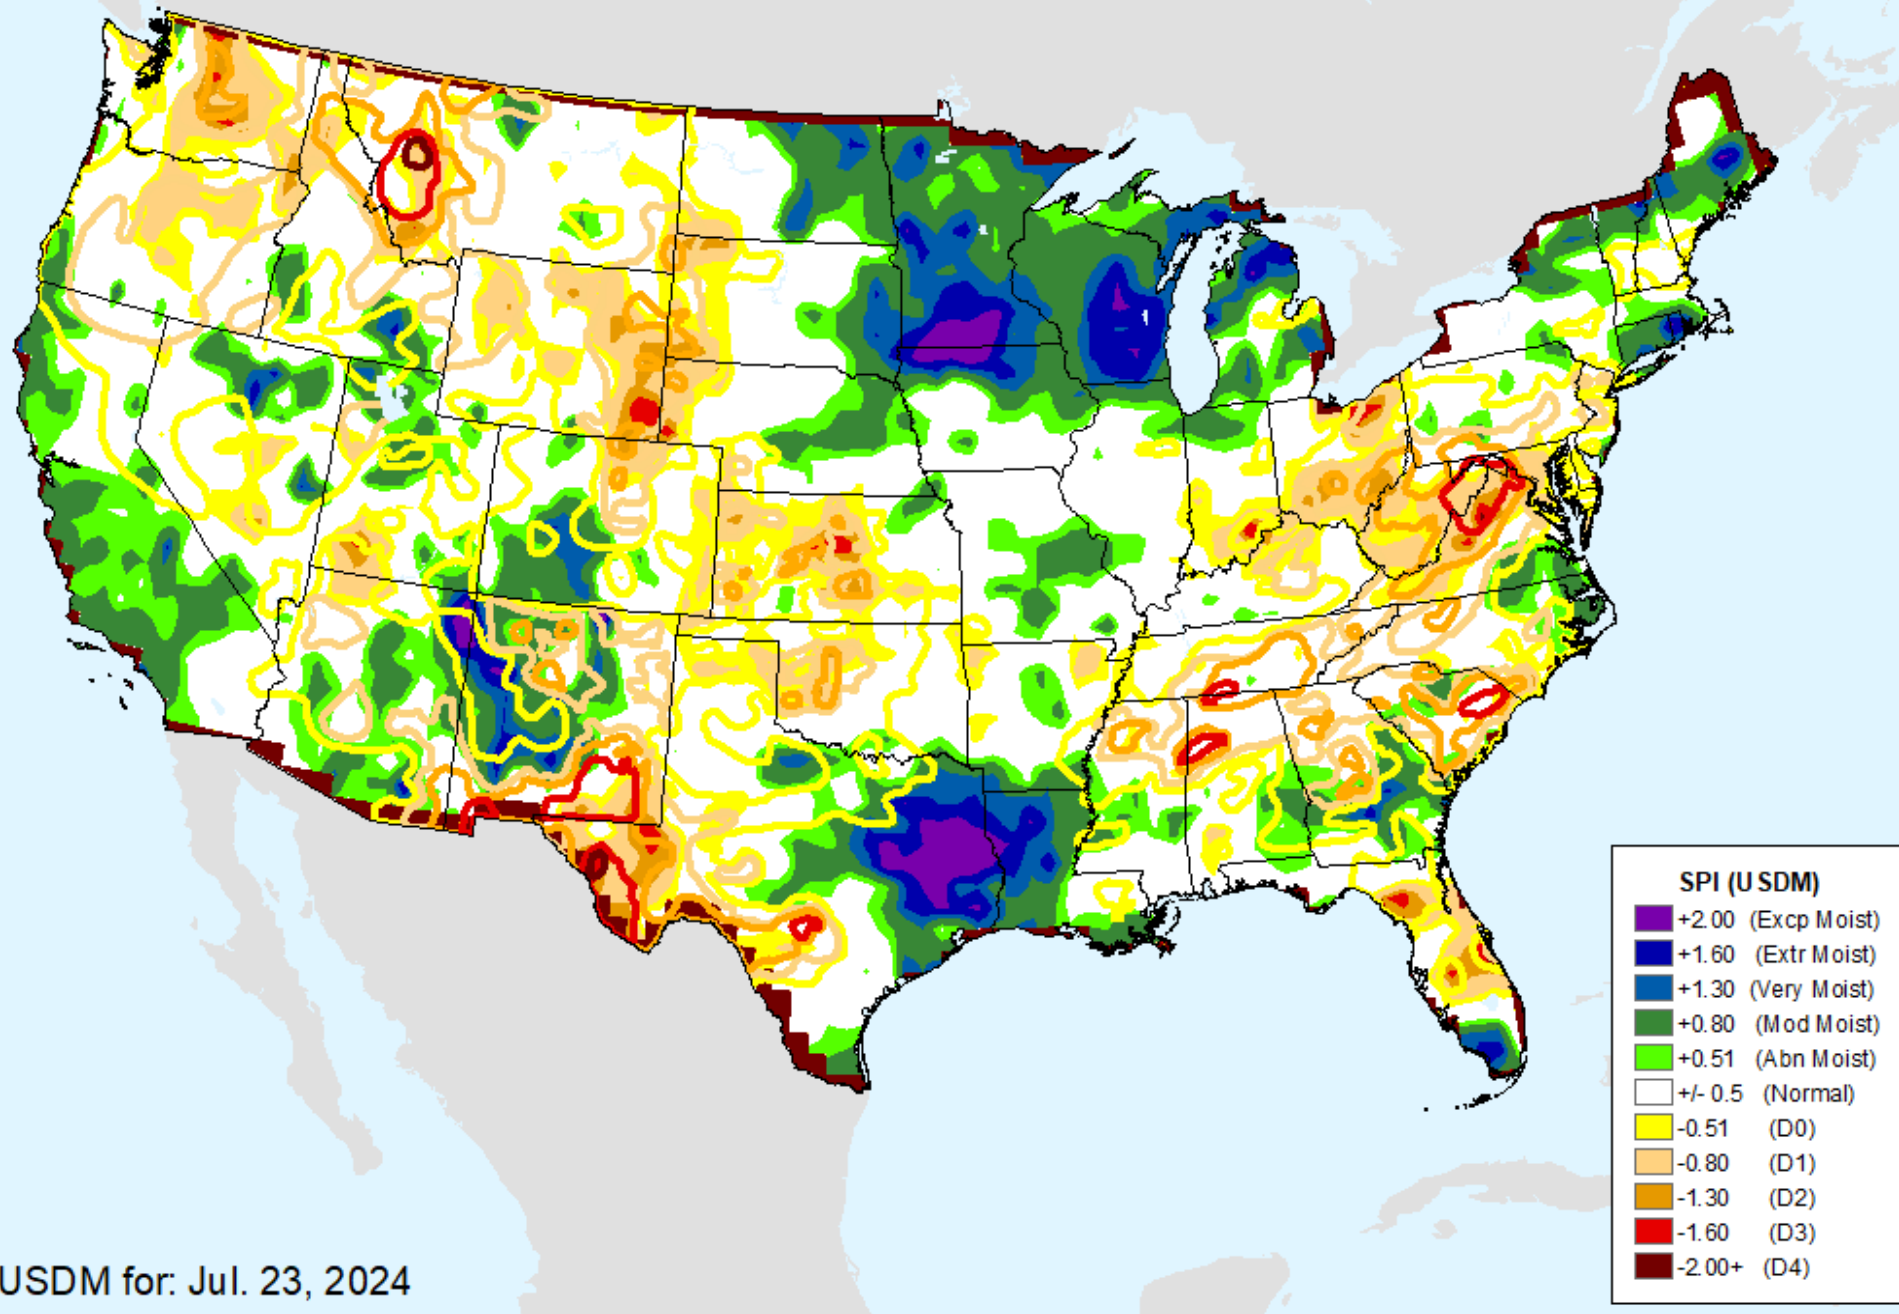 SPI (USDM)
+2.00 (Excp Moist)
+1.60 (Extr Moist)
+1.30 (Very Moist)
+0.80 (Mod Moist)
+0.51 (Abn Moist)
+/- 0.5 (Normal)
-0.51 (D0)
-0.80 (D1)
-1.30 (D2)
-1.60 (D3)
-2.00+ (D4)
USDM for: Jul. 23, 2024